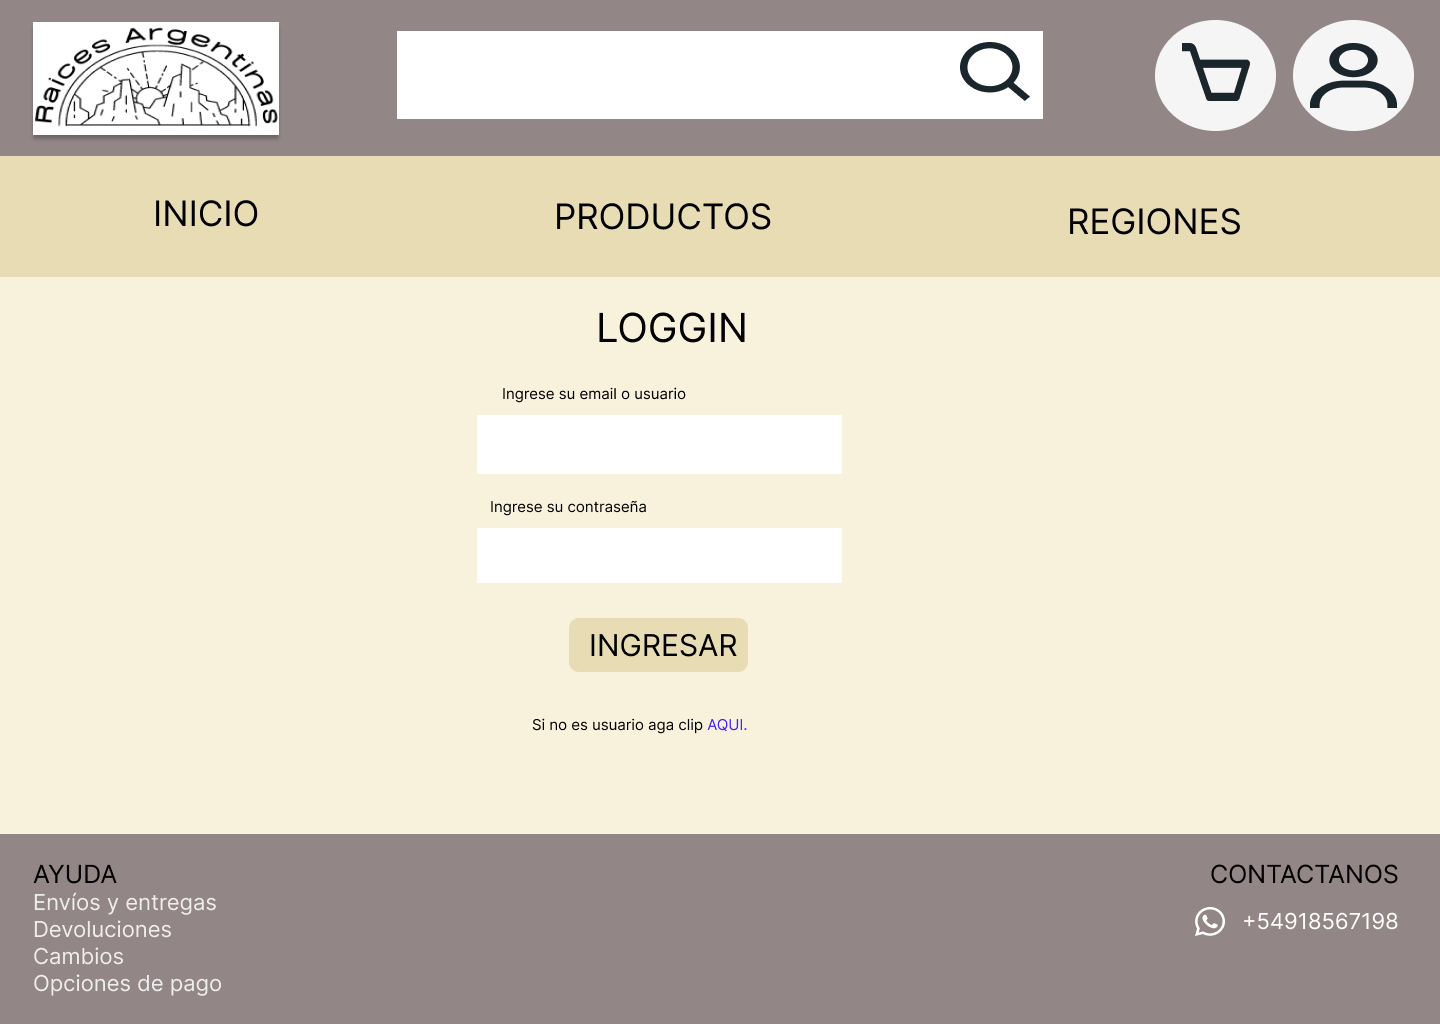 Raices Argentinas
INICIO
PRODUCTOS
REGIONES
LOGGIN
Ingrese su email o usuario
Ingrese su contraseña
INGRESAR
Si no es usuario aga clip AQUI.
AYUDA
Envíos y entregas
Devoluciones
Cambios
Opciones de pago
CONTACTANOS
+54918567198